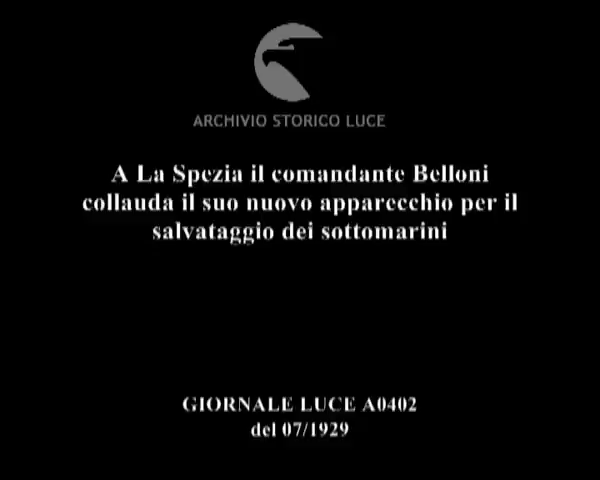 ARCHIVIO STORICO LUCE
A La Spezia il comandante Belloni
collauda il suo nuovo apparecchio per il
salvataggio dei sottomarini
GIORNALE LUCE A0402
del 07/1929